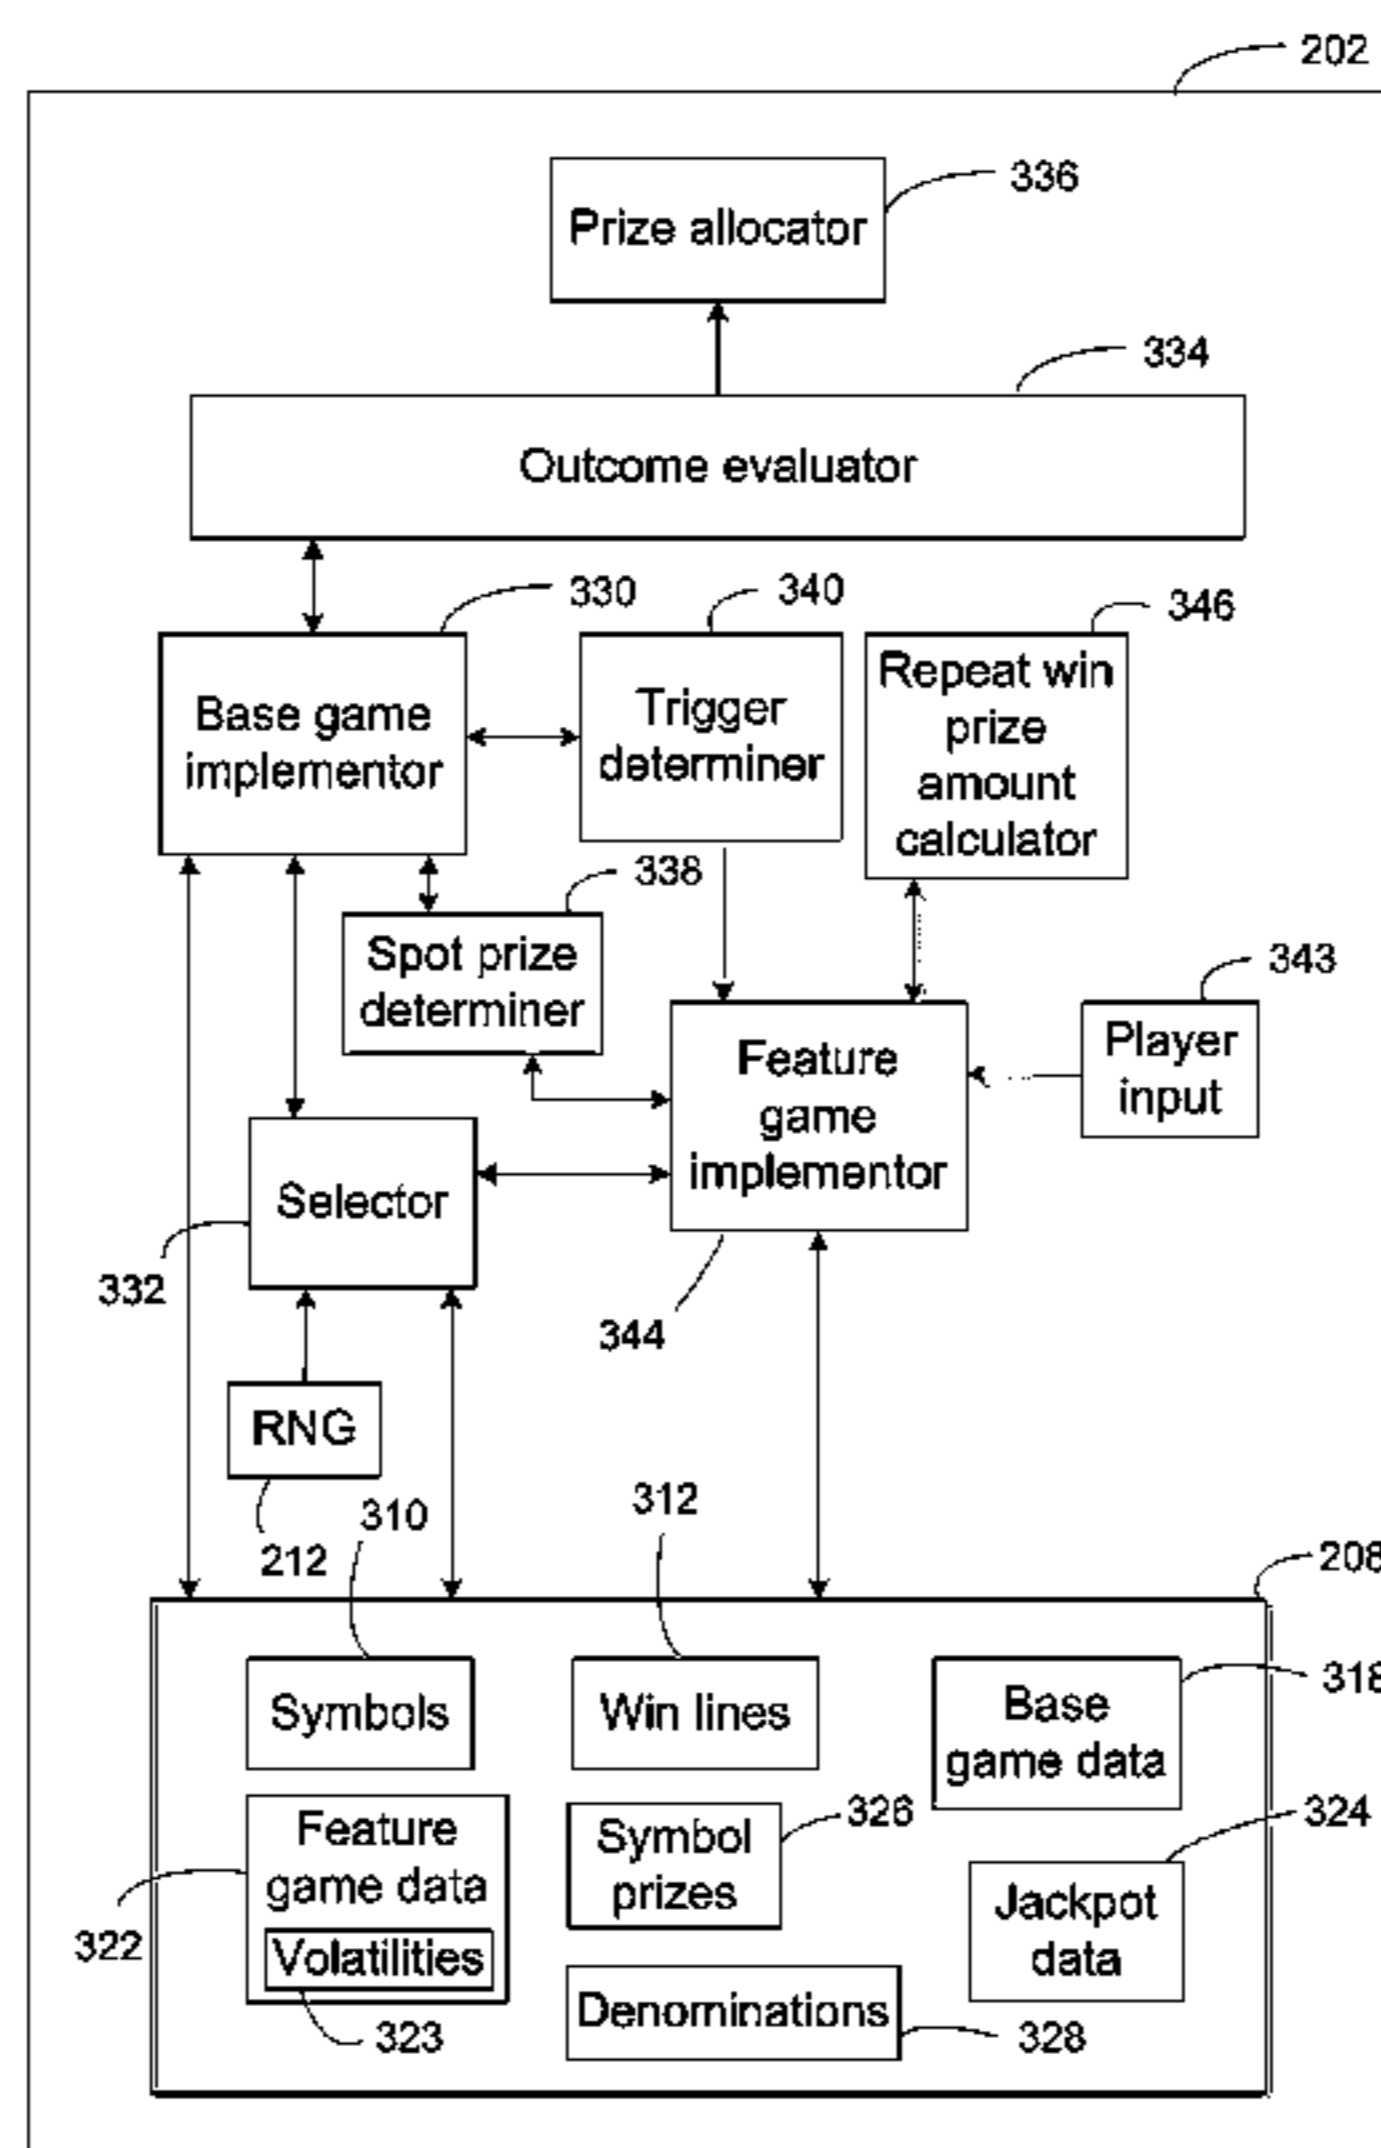 202
336
Prize allocator
334
Outcome evaluator
330
340
346
Base game
implementor
Trigger
determiner
Repeat win
prize
amount
calculator
338
Spot prize
determiner
343
Player
input
Feature
game
implementor
Selector
332
344
RNG
212
310
312
208
Symbols
Win lines
Base
game data
318
Feature
game data
Volatilities
322
323
Symbol
prizes
326
324
Jackpot
data
Denominations
328